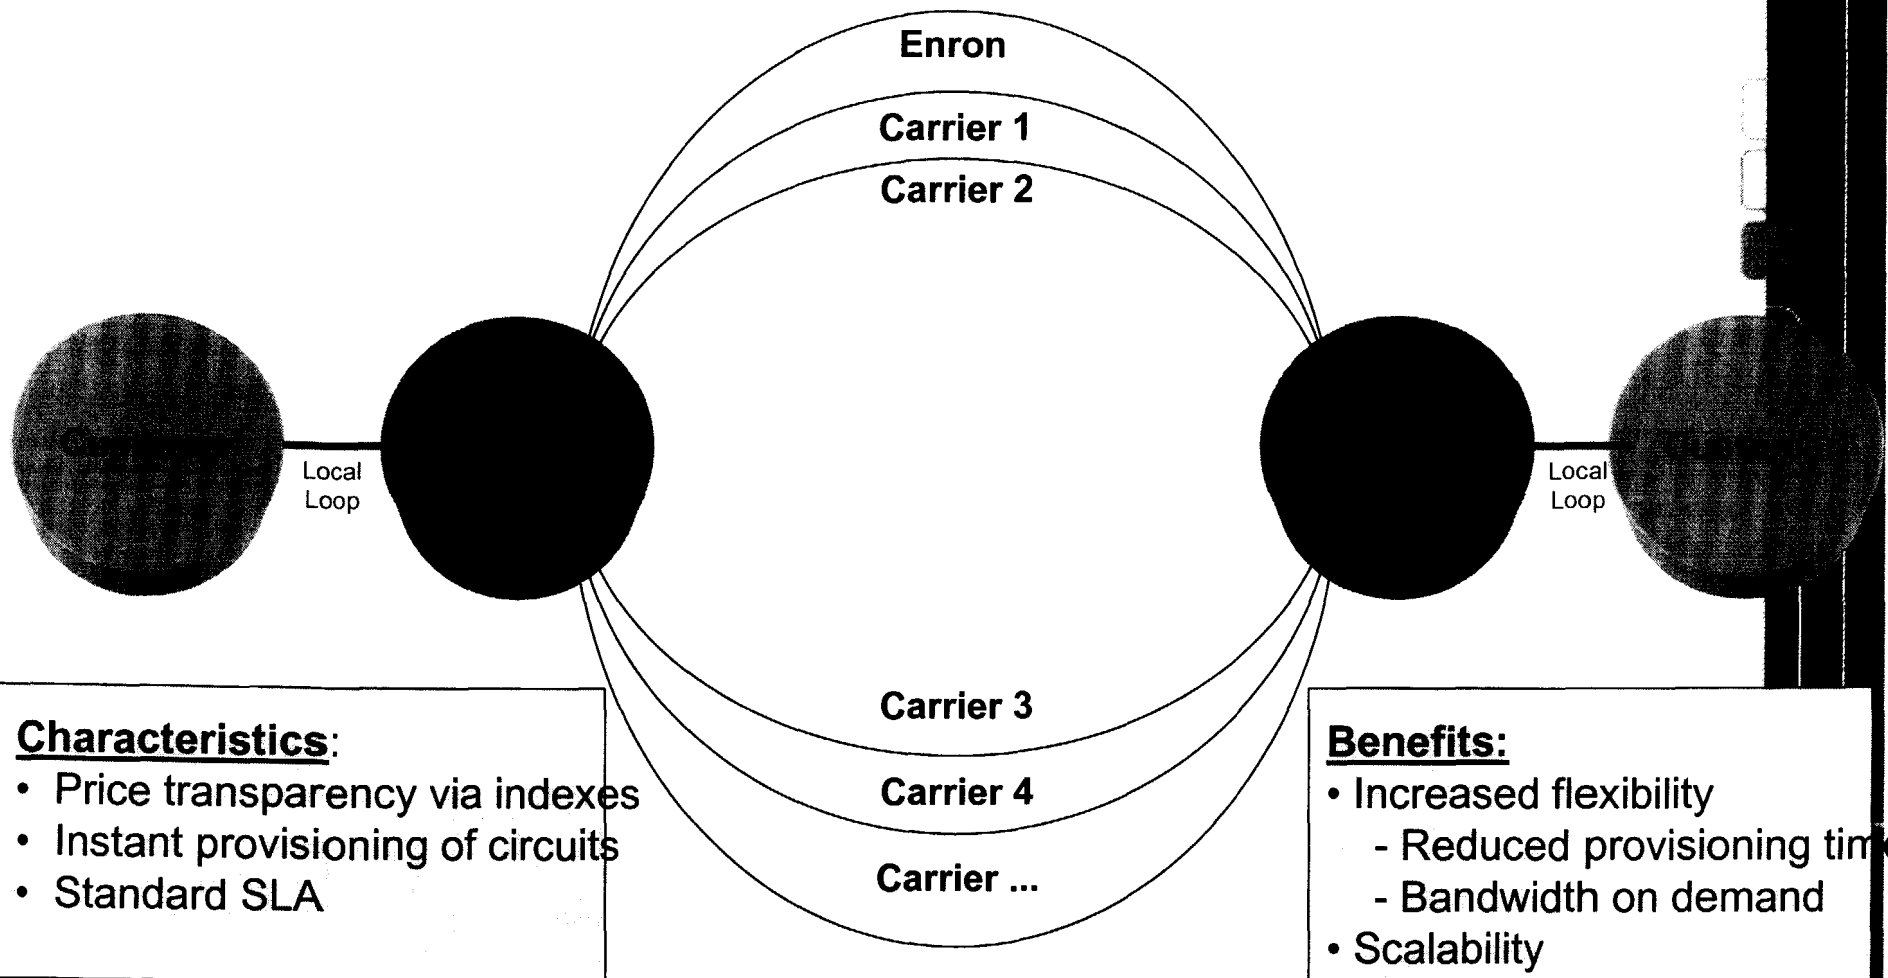 Enron
Carrier 1
Carrier 2
Local
Loop
Local
Loop
Carrier 3
Carrier 4
Carrier ...
Characteristics:
• Price transparency via indexes
• Instant provisioning of circuits
• Standard SLA
Benefits:
• Increased flexibility
- Reduced provisioning time
- Bandwidth on demand
• Scalability